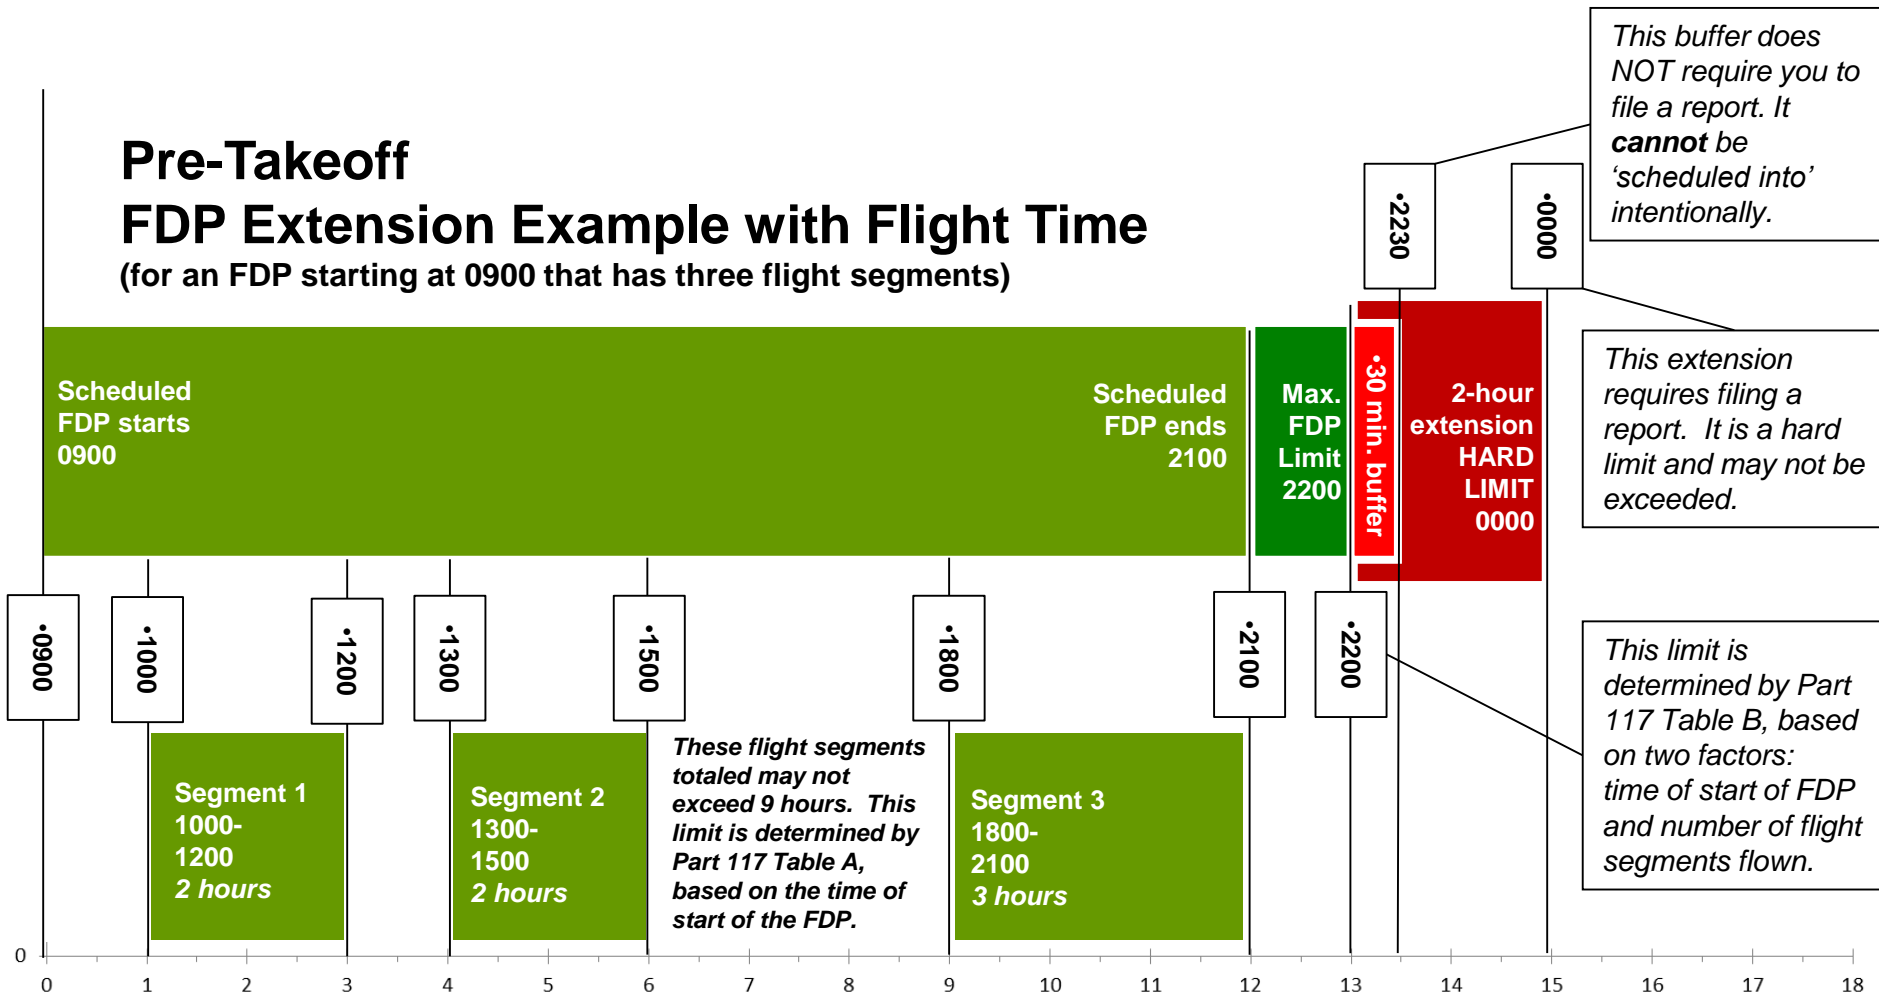 Pre-Takeoff
FDP Extension Example with Flight Time
(for an FDP starting at 0900 that has three flight segments)
This buffer does
NOT require you to
file a report. It
cannot be
‘scheduled into’
intentionally.
•2230
•0000
Scheduled
FDP starts
0900
Scheduled
FDP ends
2100
Max.
FDP
Limit
2200
•30 min. buffer
2-hour
extension
HARD
LIMIT
0000
This extension
requires filing a
report.  It is a hard
limit and may not be
exceeded.
•0900
•1000
•1200
•1300
•1500
•1800
•2100
•2200
This limit is
determined by Part
117 Table B, based
on two factors:
time of start of FDP
and number of flight
segments flown.
Segment 1
1000-
1200
2 hours
Segment 2
1300-
1500
2 hours
These flight segments
totaled may not
exceed 9 hours.  This
limit is determined by
Part 117 Table A,
based on the time of
start of the FDP.
Segment 3
1800-
2100
3 hours
0
0 1 2 3 4 5 6 7 8 9 10 11 12 13 14 15 16 17 18